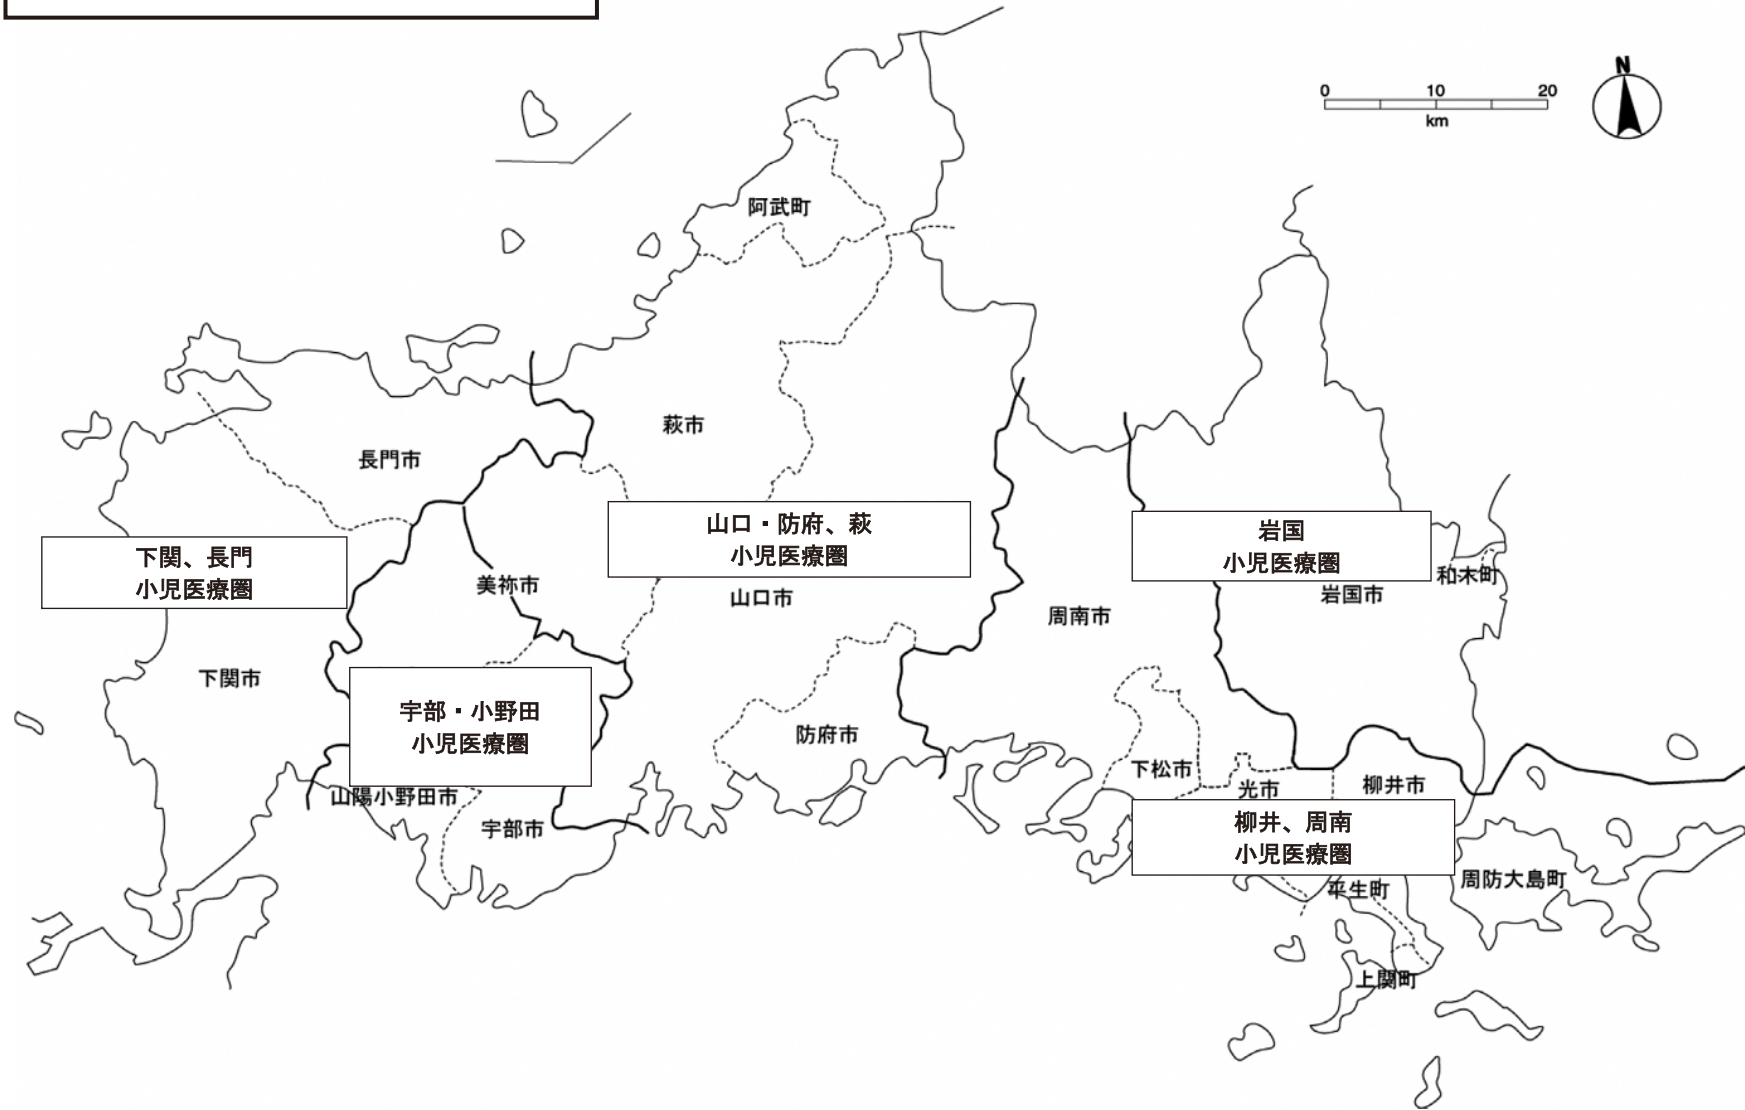 N
0 10 20
km
阿武町
萩市
長門市
山口・防府、萩
小児医療圏
岩国
小児医療圏
下関、長門
小児医療圏
美祢市
山口市
岩国市
和木町
周南市
下関市
宇部・小野田
小児医療圏
防府市
下松市
光市
柳井市
山陽小野田市
宇部市
柳井、周南
小児医療圏
平生町
周防大島町
上関町